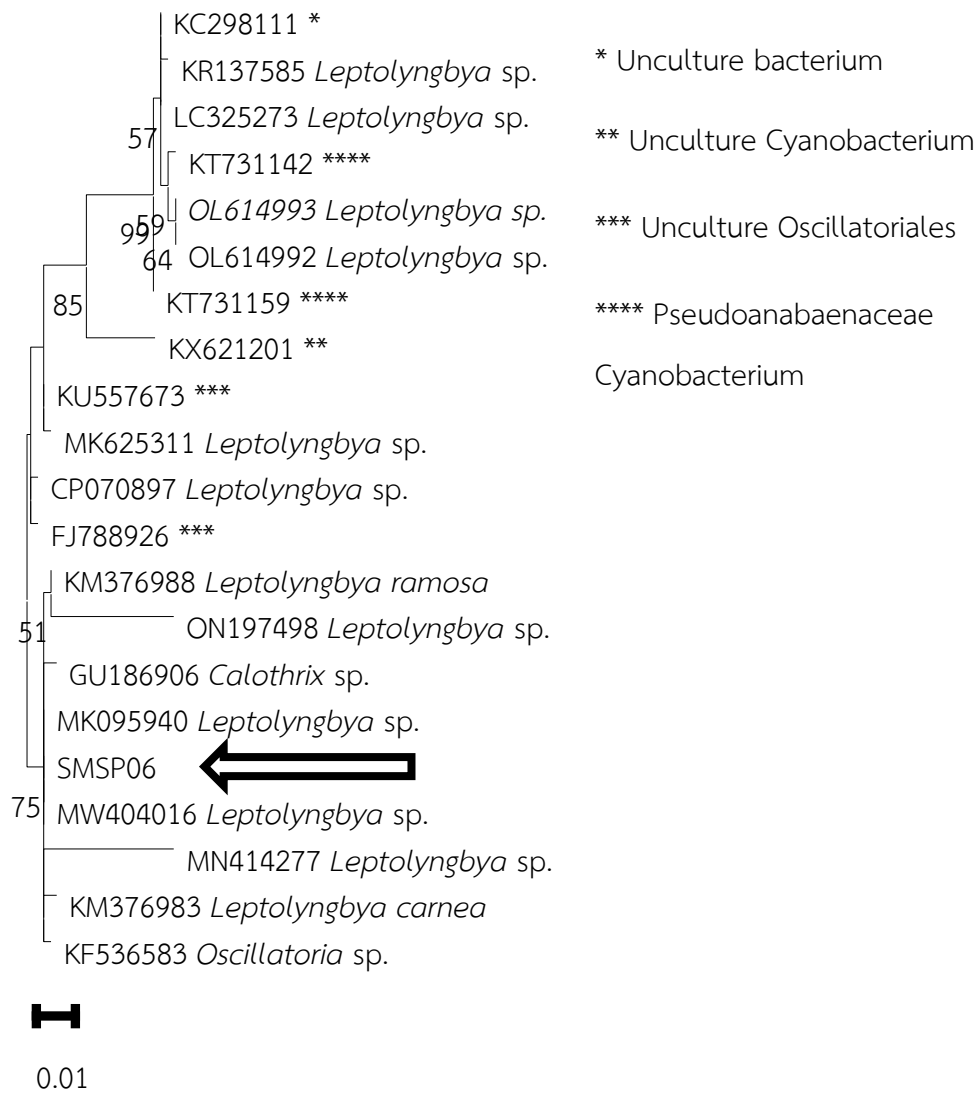 KC298111 *
KR137585 Leptolyngbya sp.
LC325273 Leptolyngbya sp.
57
KT731142 ****
OL614993 Leptolyngbya sp.
59
99
OL614992 Leptolyngbya sp.
64
KT731159 ****
85
KX621201 **
KU557673 ***
MK625311 Leptolyngbya sp.
CP070897 Leptolyngbya sp.
FJ788926 ***
KM376988 Leptolyngbya ramosa
ON197498 Leptolyngbya sp.
51
GU186906 Calothrix sp.
MK095940 Leptolyngbya sp.
SMSP06
MW404016 Leptolyngbya sp.
75
MN414277 Leptolyngbya sp.
KM376983 Leptolyngbya carnea
KF536583 Oscillatoria sp.
0.01
* Unculture bacterium
** Unculture Cyanobacterium
*** Unculture Oscillatoriales
**** Pseudoanabaenaceae
Cyanobacterium